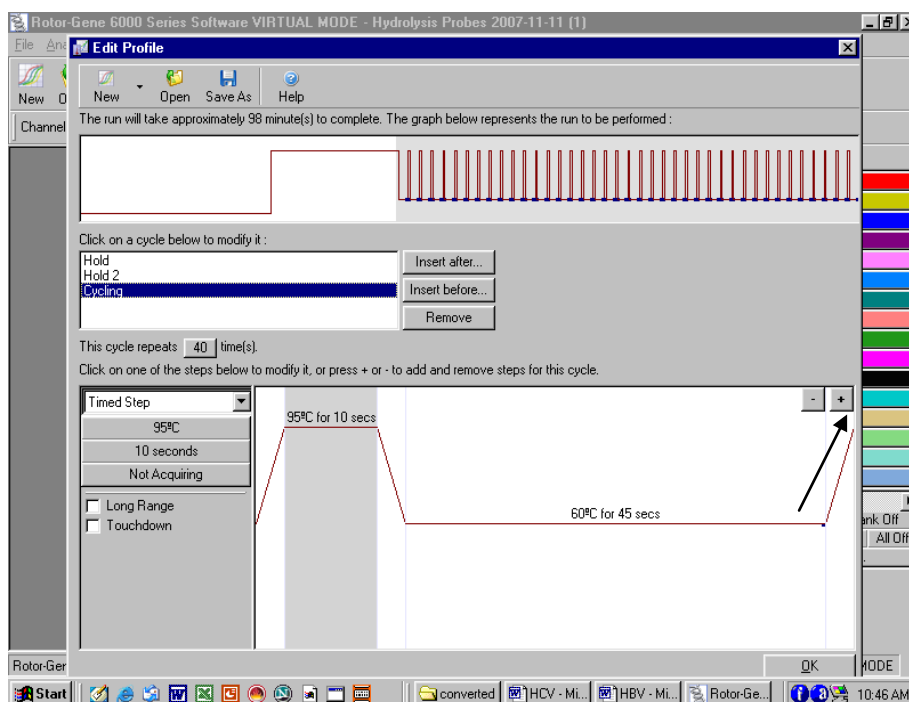 Rotor-Gene 6000 Series Software VIRTUAL MODE - Hydrolysis Probes 2007-11-11 (1)
File Ana
Edit Profile
New
New Open Save As Help
Channel
The run will take approximately 98 minute(s) to complete. The graph below represents the run to be performed :
Click on a cycle below to modify it :
Hold
Hold 2
Cycling
Insert after...
Insert before...
Remove
This cycle repeats 40 time(s).
Click on one of the steps below to modify it, or press + or - to add and remove steps for this cycle.
Timed Step
- +
95ºC
10 seconds
Not Acquiring
Long Range
Touchdown
95ºC for 10 secs
60ºC for 45 secs
ank Off
All Off
OK
Rotor-Ger
MODE
Start
converted HCV - Mi... HBV - Mi... Rotor-Ge... 10:46 AM